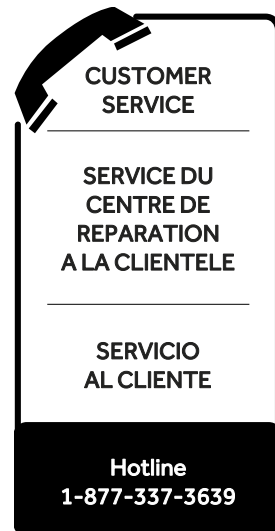 CUSTOMER
SERVICE
SERVICE DU
CENTRE DE
REPARATION
A LA CLIENTELE
SERVICIO
AL CLIENTE
Hotline
1-877-337-3639